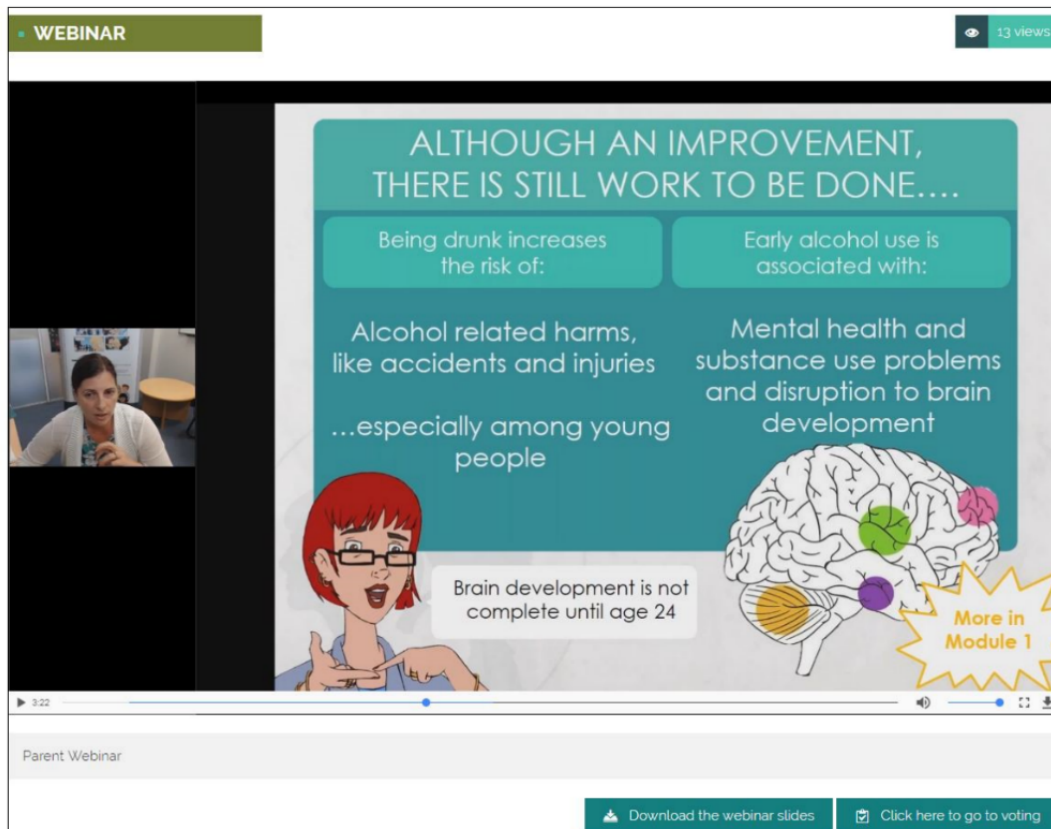 WEBINAR
13 views
ALTHOUGH AN IMPROVEMENT,
THERE IS STILL WORK TO BE DONE....
Being drunk increases
the risk of:
Alcohol related harms,
like accidents and injuries
...especially among young
people
Early alcohol use is
associated with:
Mental health and
substance use problems
and disruption to brain
development
Brain development is not
complete until age 24
More in
Module 1
3:22
Parent Webinar
Download the webinar slides
Click here to go to voting